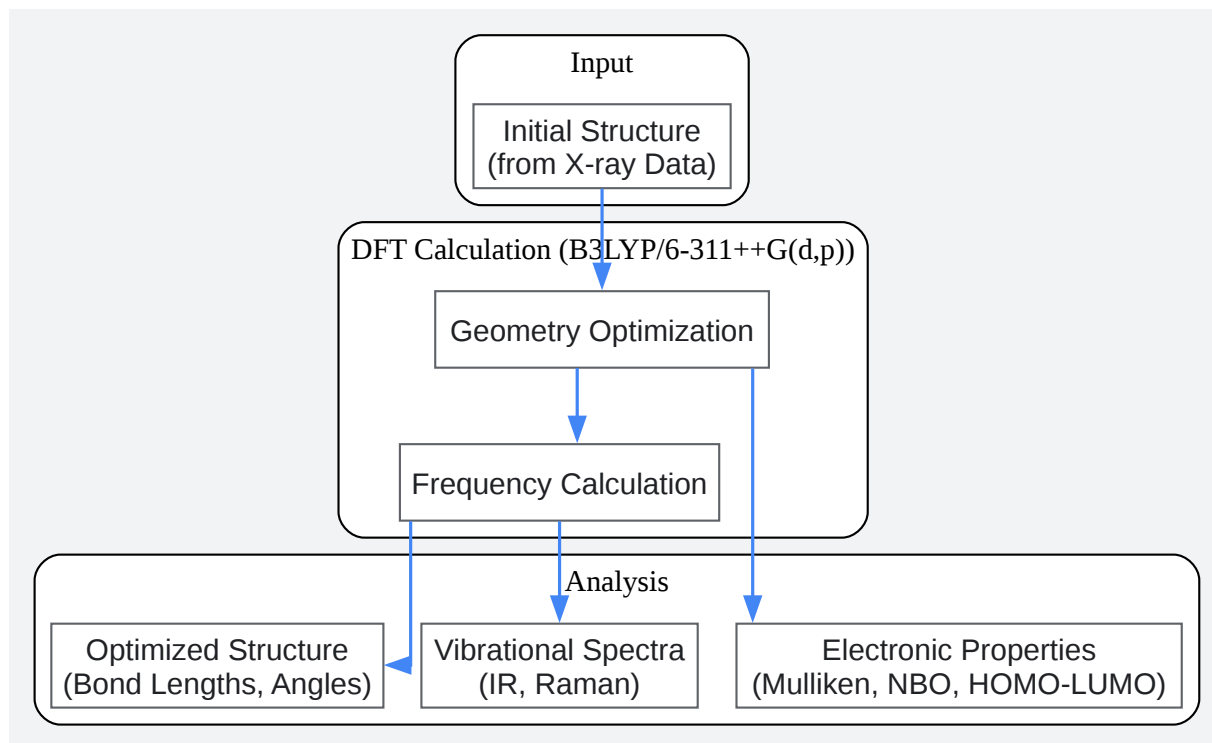 Input
Initial Structure
(from X-ray Data)
DFT Calculation (B3LYP/6-311++G(d,p))
Geometry Optimization
Frequency Calculation
Analysis
Optimized Structure
(Bond Lengths, Angles)
Vibrational Spectra
(IR, Raman)
Electronic Properties
(Mulliken, NBO, HOMO-LUMO)